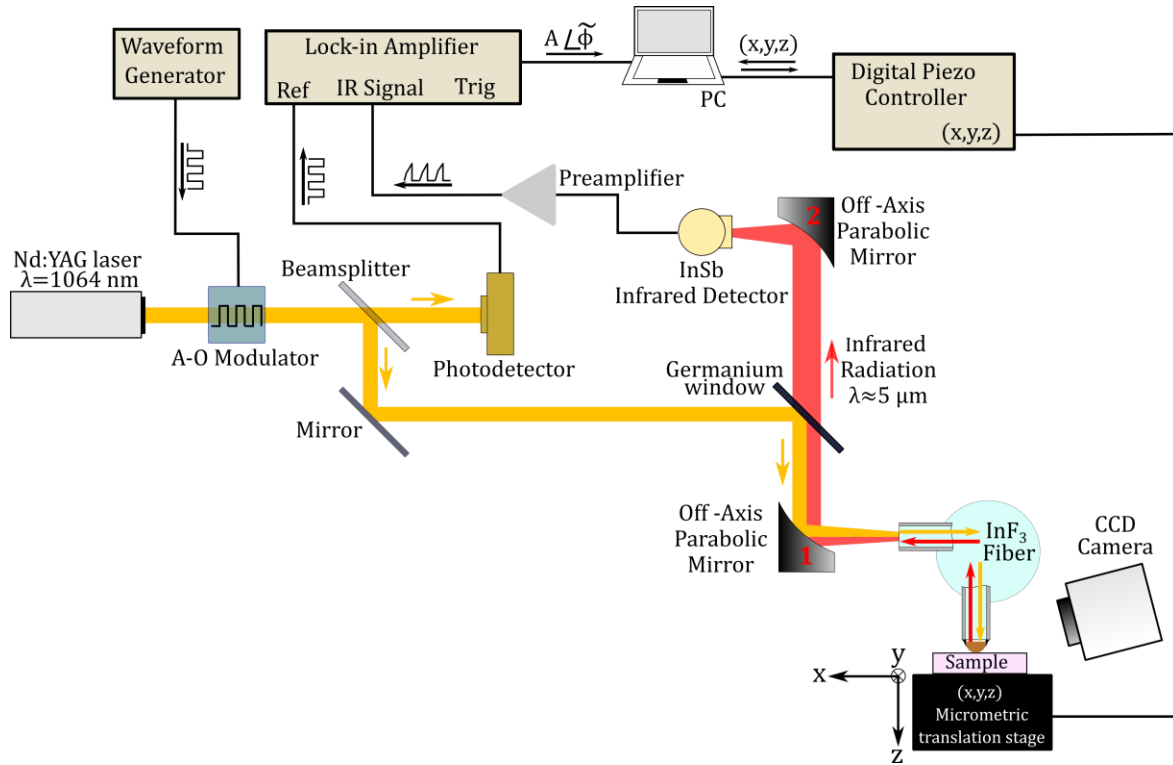 Waveform
Generator
Lock-in Amplifier
Ref
IR Signal
Trig
A∠Φ̃
PC
(x,y,z)
Digital Piezo
Controller
(x,y,z)
Preamplifier
Nd:YAG laser
λ=1064 nm
A-O Modulator
Beamsplitter
Photodetector
InSb
Infrared Detector
2
Off -Axis
Parabolic
Mirror
Mirror
Germanium
window
Infrared
Radiation
λ≈5 μm
Off -Axis
Parabolic
Mirror
1
InF₃
Fiber
CCD
Camera
Sample
x
y
z
(x,y,z)
Micrometric
translation stage